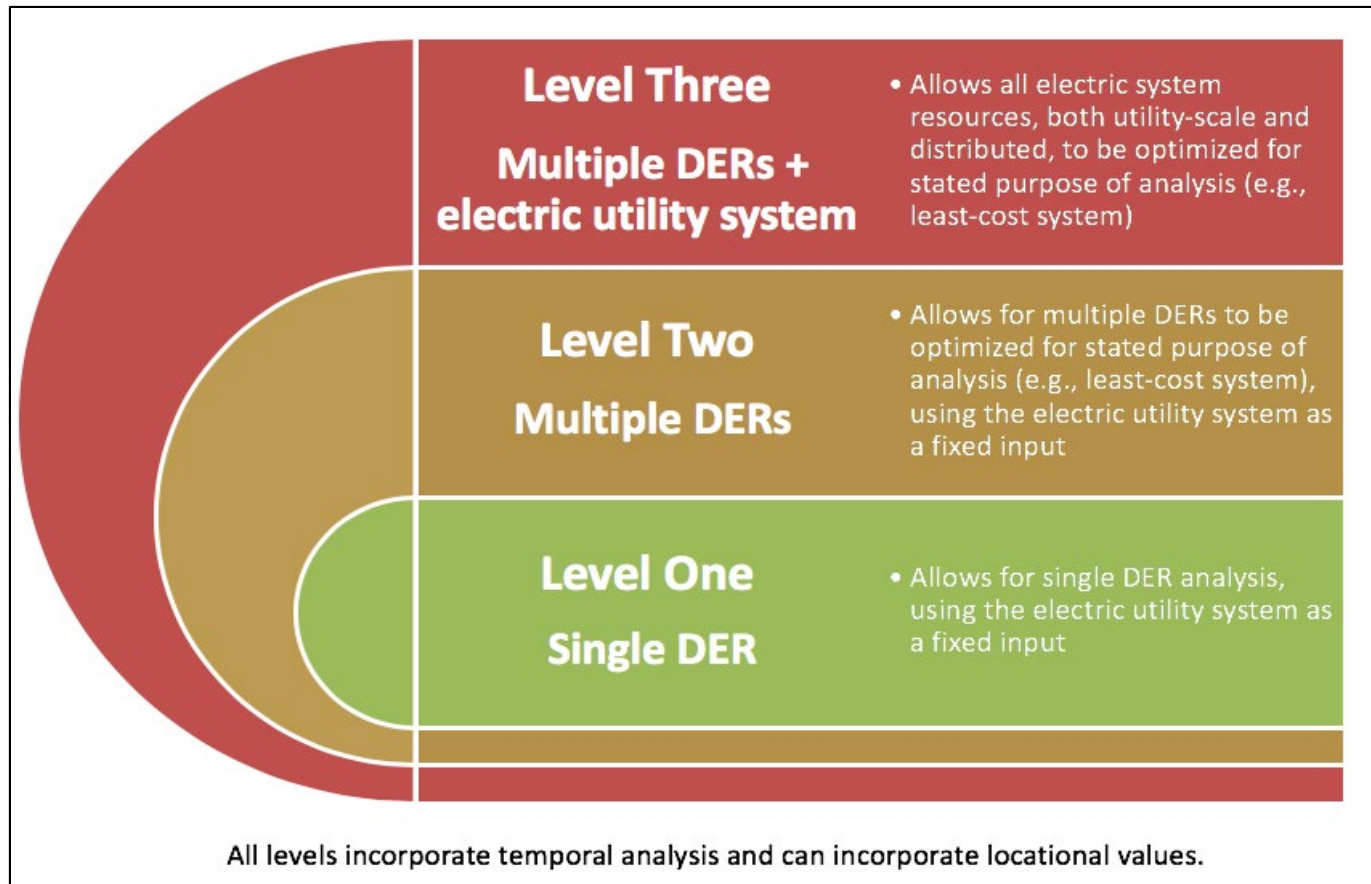 Level Three
Multiple DERs +
electric utility system
• Allows all electric system
resources, both utility-scale and
distributed, to be optimized for
stated purpose of analysis (e.g.,
least-cost system)
Level Two
Multiple DERs
• Allows for multiple DERs to be
optimized for stated purpose of
analysis (e.g., least-cost system),
using the electric utility system as
a fixed input
Level One
Single DER
• Allows for single DER analysis,
using the electric utility system as
a fixed input
All levels incorporate temporal analysis and can incorporate locational values.